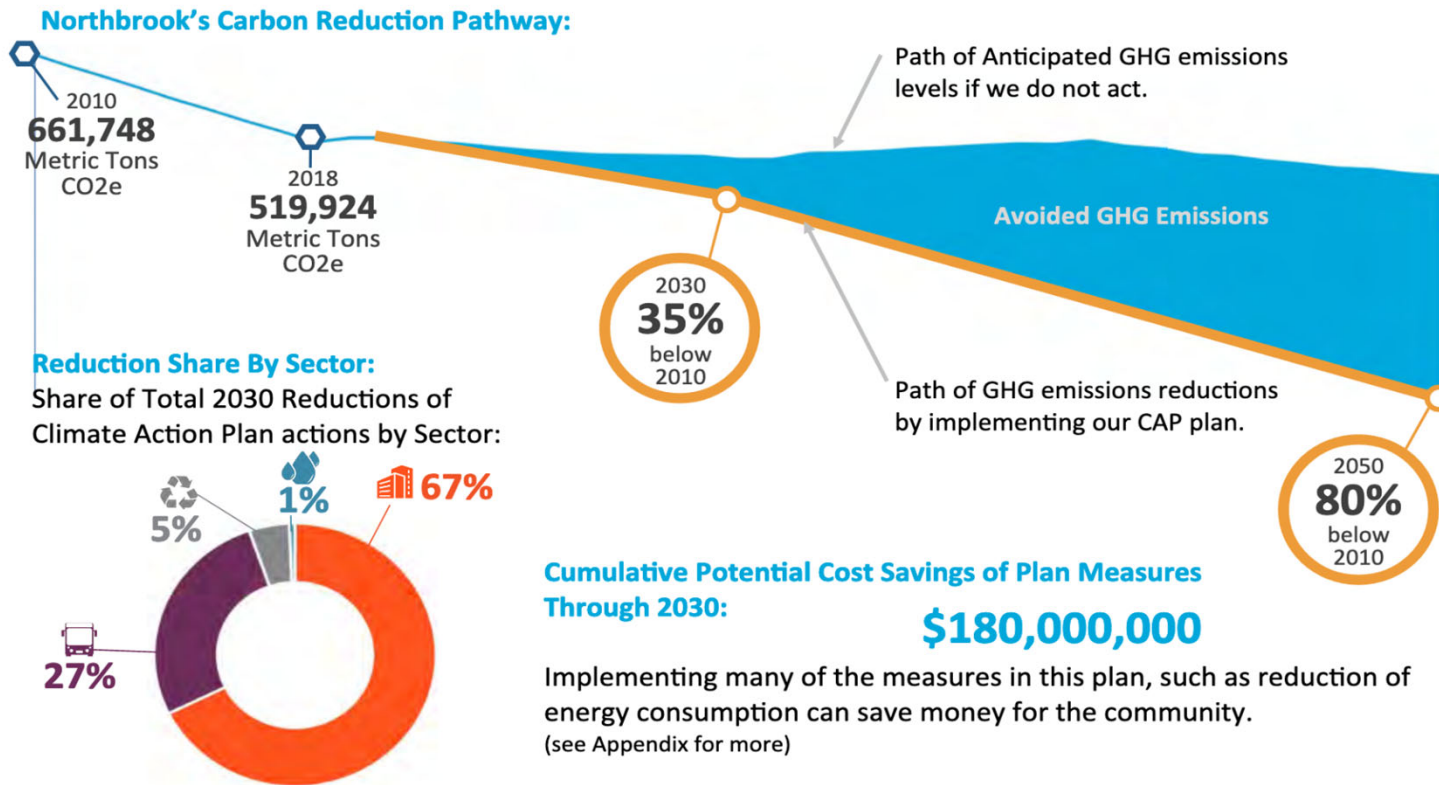 Northbrook's Carbon Reduction Pathway:
2010
661,748
Metric Tons
CO2e
2018
519,924
Metric Tons
CO2e
Path of Anticipated GHG emissions
levels if we do not act.
Avoided GHG Emissions
2030
35%
below
2010
Path of GHG emissions reductions
by implementing our CAP plan.
2050
80%
below
2010
Reduction Share By Sector:
Share of Total 2030 Reductions of
Climate Action Plan actions by Sector:
5%
1%
67%
27%
Cumulative Potential Cost Savings of Plan Measures
Through 2030:
$180,000,000
Implementing many of the measures in this plan, such as reduction of
energy consumption can save money for the community.
(see Appendix for more)